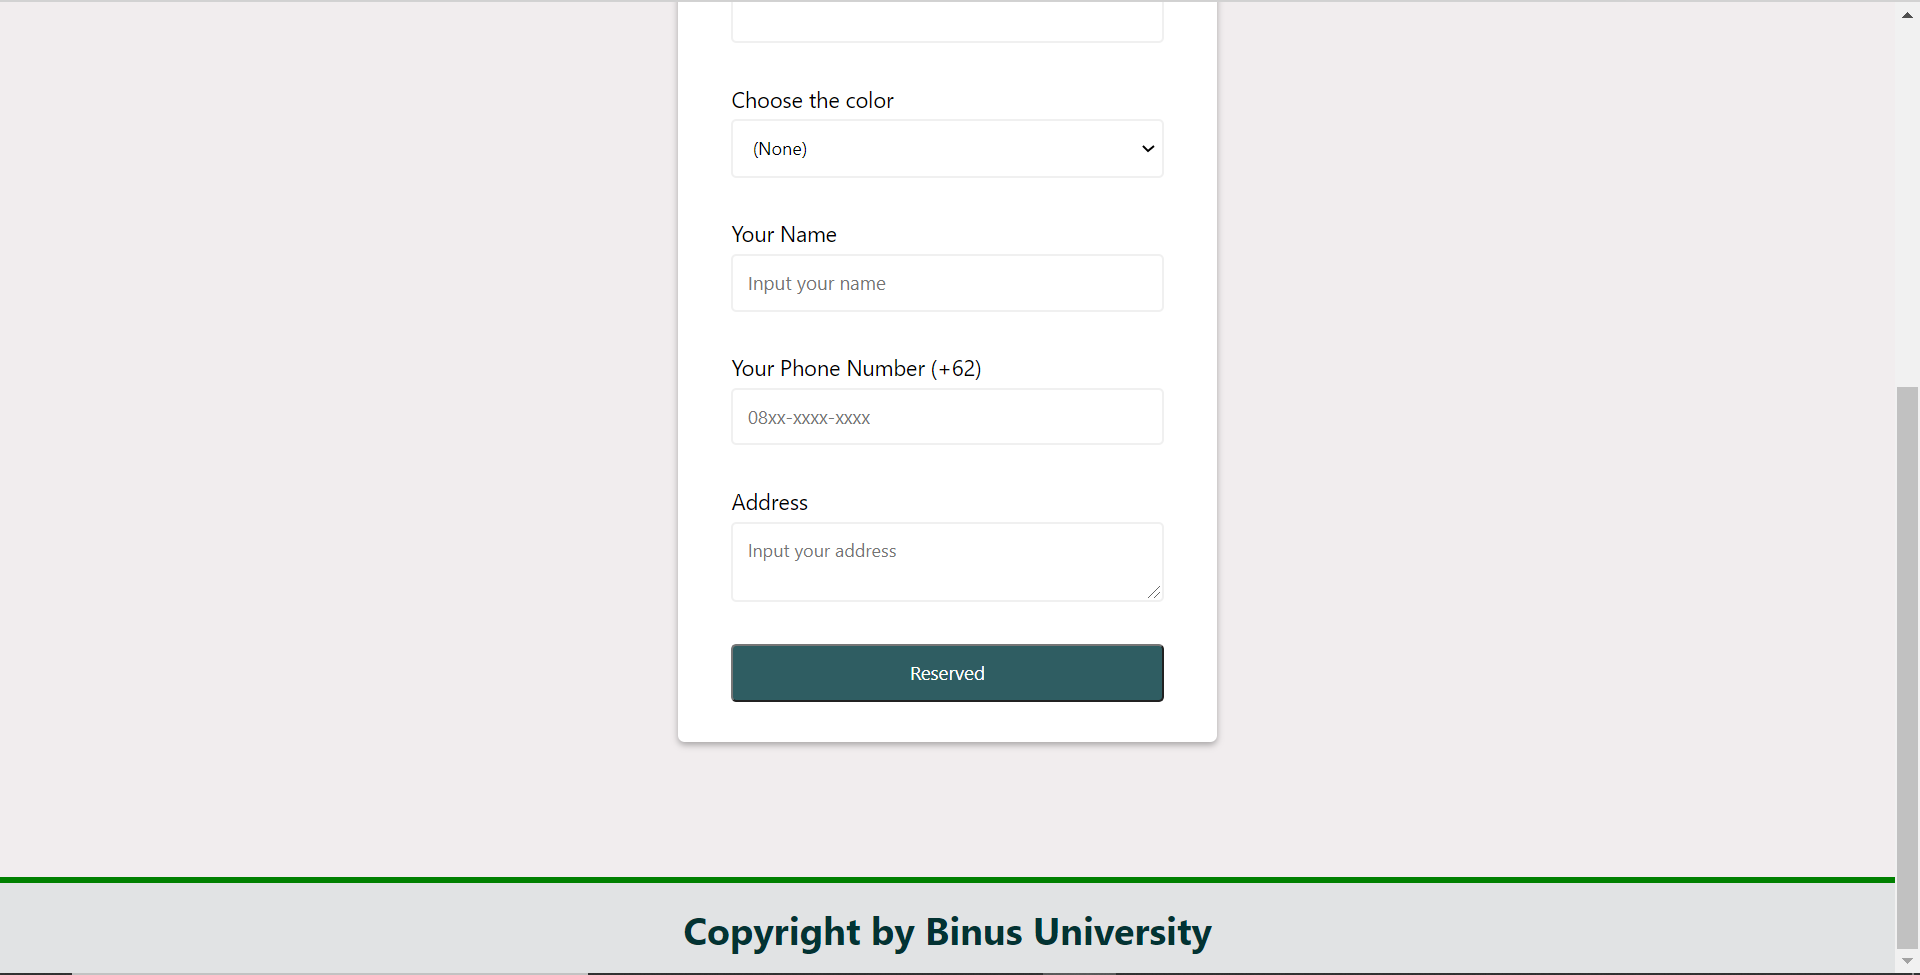 Choose the color
(None)
Your Name
Input your name
Your Phone Number (+62)
08xx-xxxx-xxxx
Address
Input your address
Reserved
Copyright by Binus University